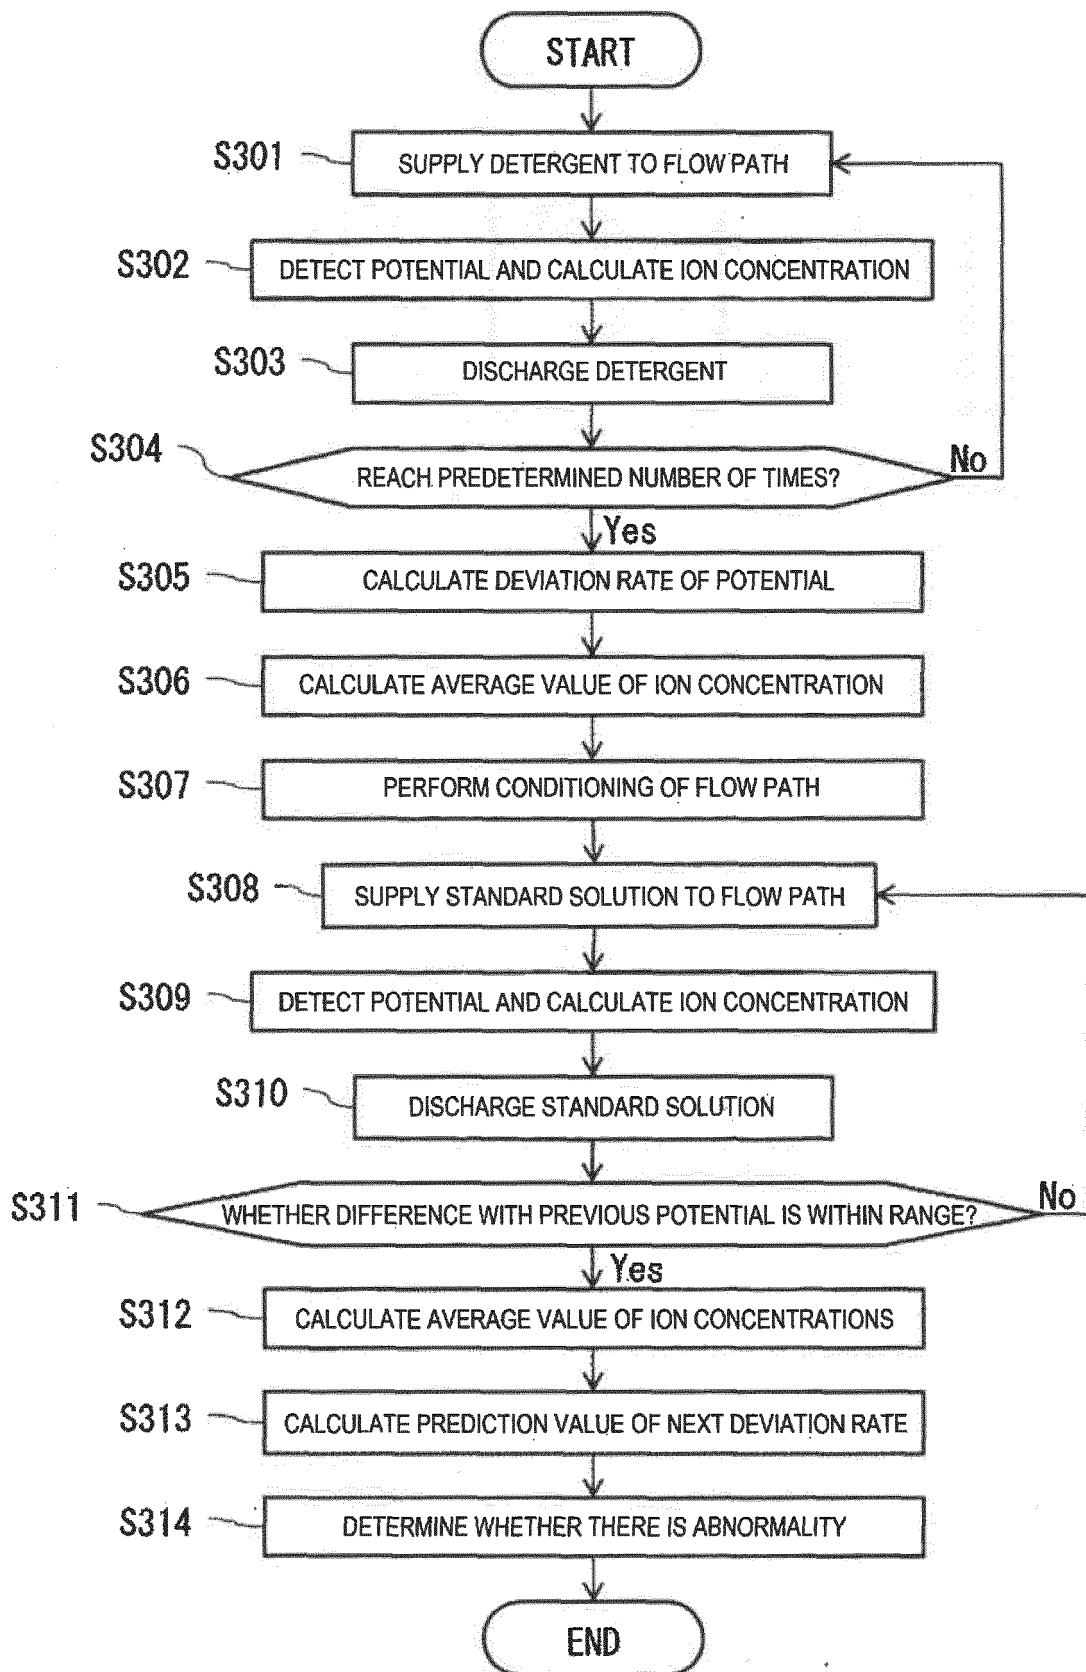 START
S301
SUPPLY DETERGENT TO FLOW PATH
S302
DETECT POTENTIAL AND CALCULATE ION CONCENTRATION
S303
DISCHARGE DETERGENT
S304
REACH PREDETERMINED NUMBER OF TIMES?
No
Yes
S305
CALCULATE DEVIATION RATE OF POTENTIAL
S306
CALCULATE AVERAGE VALUE OF ION CONCENTRATION
S307
PERFORM CONDITIONING OF FLOW PATH
S308
SUPPLY STANDARD SOLUTION TO FLOW PATH
S309
DETECT POTENTIAL AND CALCULATE ION CONCENTRATION
S310
DISCHARGE STANDARD SOLUTION
S311
WHETHER DIFFERENCE WITH PREVIOUS POTENTIAL IS WITHIN RANGE?
No
Yes
S312
CALCULATE AVERAGE VALUE OF ION CONCENTRATIONS
S313
CALCULATE PREDICTION VALUE OF NEXT DEVIATION RATE
S314
DETERMINE WHETHER THERE IS ABNORMALITY
END